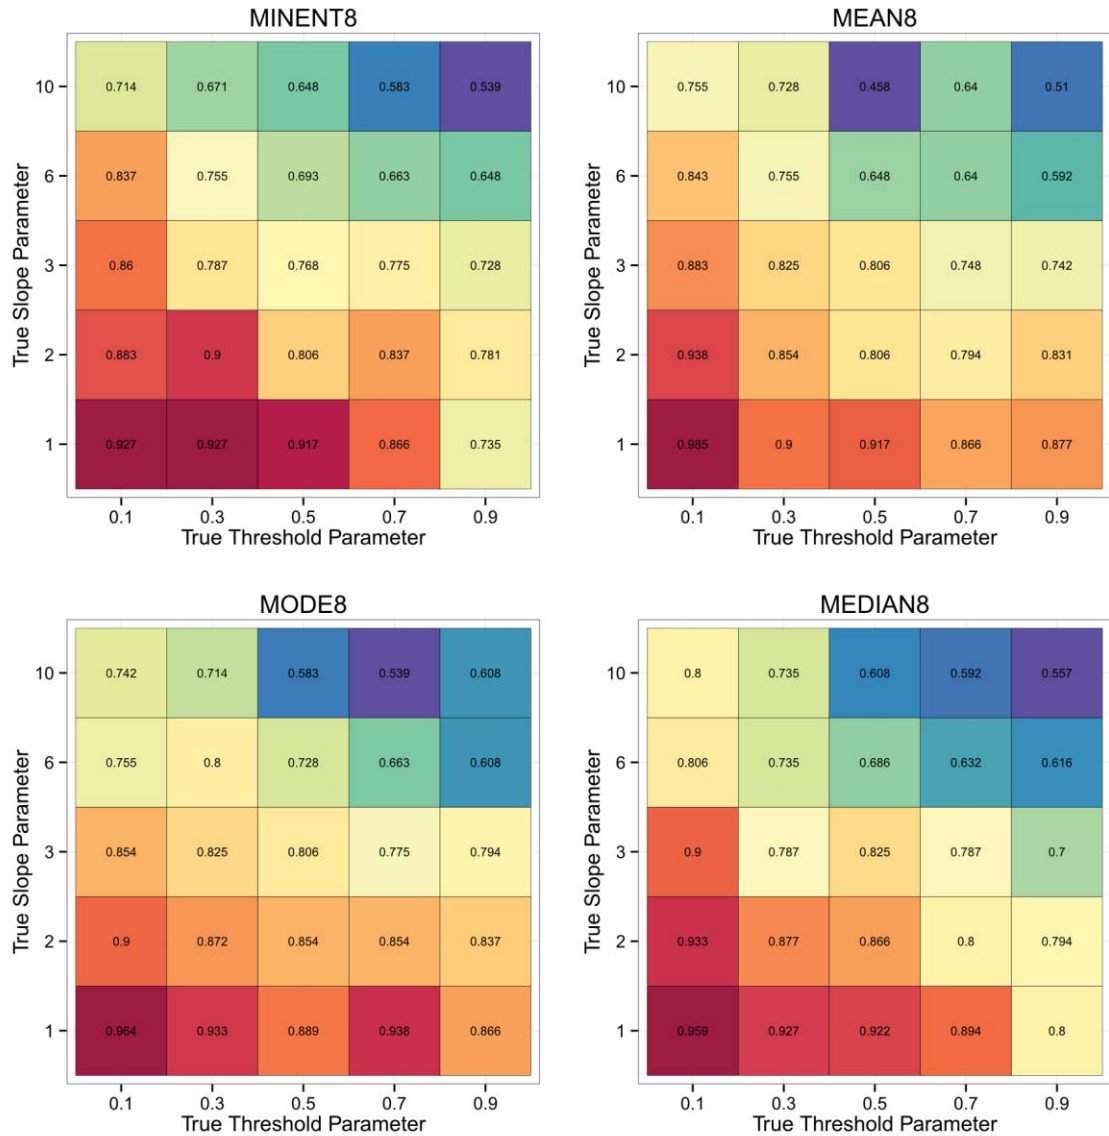 MINENT8
True Slope Parameter
10 0.714 0.671 0.648 0.583 0.539
6 0.837 0.755 0.693 0.663 0.648
3 0.86 0.787 0.768 0.775 0.728
2 0.883 0.9 0.806 0.837 0.781
1 0.927 0.927 0.917 0.866 0.735
0.1 0.3 0.5 0.7 0.9
True Threshold Parameter
MEAN8
True Slope Parameter
10 0.755 0.728 0.458 0.64 0.51
6 0.843 0.755 0.648 0.64 0.592
3 0.883 0.825 0.806 0.748 0.742
2 0.938 0.854 0.806 0.794 0.831
1 0.985 0.9 0.917 0.866 0.877
0.1 0.3 0.5 0.7 0.9
True Threshold Parameter
MODE8
True Slope Parameter
10 0.742 0.714 0.583 0.539 0.608
6 0.755 0.8 0.728 0.663 0.608
3 0.854 0.825 0.806 0.775 0.794
2 0.9 0.872 0.854 0.854 0.837
1 0.964 0.933 0.889 0.938 0.866
0.1 0.3 0.5 0.7 0.9
True Threshold Parameter
MEDIAN8
True Slope Parameter
10 0.8 0.735 0.608 0.592 0.557
6 0.806 0.735 0.686 0.632 0.616
3 0.9 0.787 0.825 0.787 0.7
2 0.933 0.877 0.866 0.8 0.794
1 0.959 0.927 0.922 0.894 0.8
0.1 0.3 0.5 0.7 0.9
True Threshold Parameter